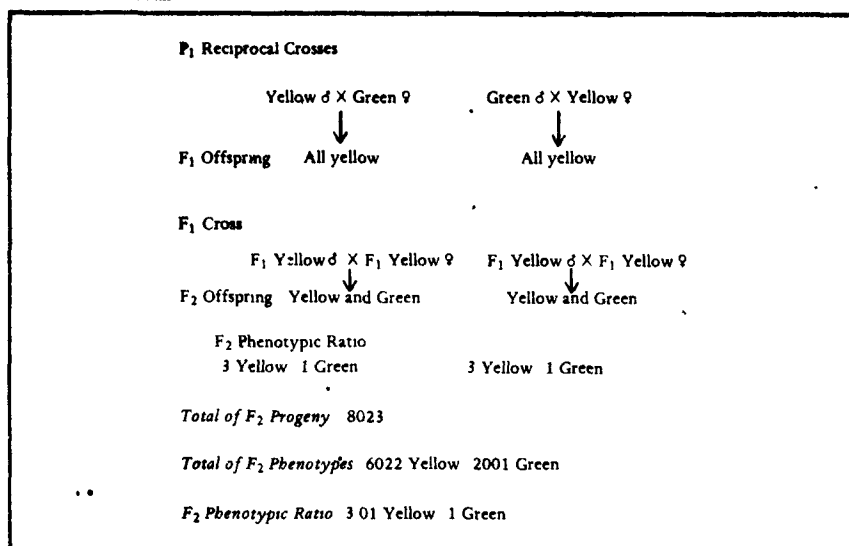 P₁ Reciprocal Crosses
Yellow ♂ X Green ♀ Green ♂ X Yellow ♀
F₁ Offspring All yellow All yellow
F₁ Cross
F₁ Yellow ♂ X F₁ Yellow ♀ F₁ Yellow ♂ X F₁ Yellow ♀
F₂ Offspring Yellow and Green Yellow and Green
F₂ Phenotypic Ratio
3 Yellow 1 Green 3 Yellow 1 Green
Total of F₂ Progeny 8023
Total of F₂ Phenotypes 6022 Yellow 2001 Green
F₂ Phenotypic Ratio 3 01 Yellow 1 Green